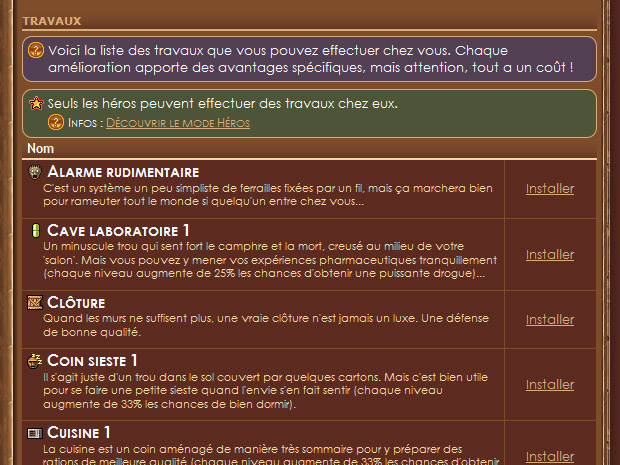 TRAVAUX
Voici la liste des travaux que vous pouvez effectuer chez vous. Chaque
amélioration apporte des avantages spécifiques, mais attention, tout a un coût !
Seuls les héros peuvent effectuer des travaux chez eux.
INFOS : DÉCOUVRIR LE MODE HÉROS
Nom
ALARME RUDIMENTAIRE
C'est un système un peu simpliste de ferrailles fixées par un fil, mais ça marchera bien
pour rameuter tout le monde si quelqu'un entre chez vous...
Installer
CAVE LABORATOIRE 1
Un minuscule trou qui sent fort le camphre et la mort, creusé au milieu de votre
'salon'. Mais vous pouvez y mener vos expériences pharmaceutiques tranquillement
(chaque niveau augmente de 25% les chances d'obtenir une puissante drogue)...
Installer
CLÔTURE
Quand les murs ne suffisent plus, une vraie clôture n'est jamais un luxe. Une défense
de bonne qualité.
Installer
COIN SIESTE 1
Il s'agit juste d'un trou dans le sol couvert par quelques cartons. Mais c'est bien utile
pour se faire une petite sieste quand l'envie s'en fait sentir (chaque niveau
augmente de 33% les chances de bien dormir).
Installer
CUISINE 1
La cuisine est un coin aménagé de manière très sommaire pour y préparer des
rations de meilleure qualité (chaque niveau augmente de 33% les chances d'obtenir
Installer